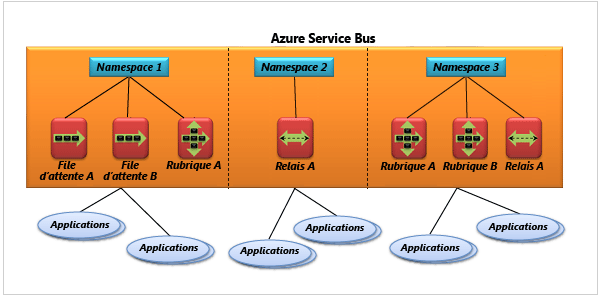 Azure Service Bus
Namespace 1
Namespace 2
Namespace 3
File
d'attente A
File
d'attente B
Rubrique A
Relais A
Rubrique A
Rubrique B
Relais A
Applications
Applications
Applications
Applications
Applications
Applications